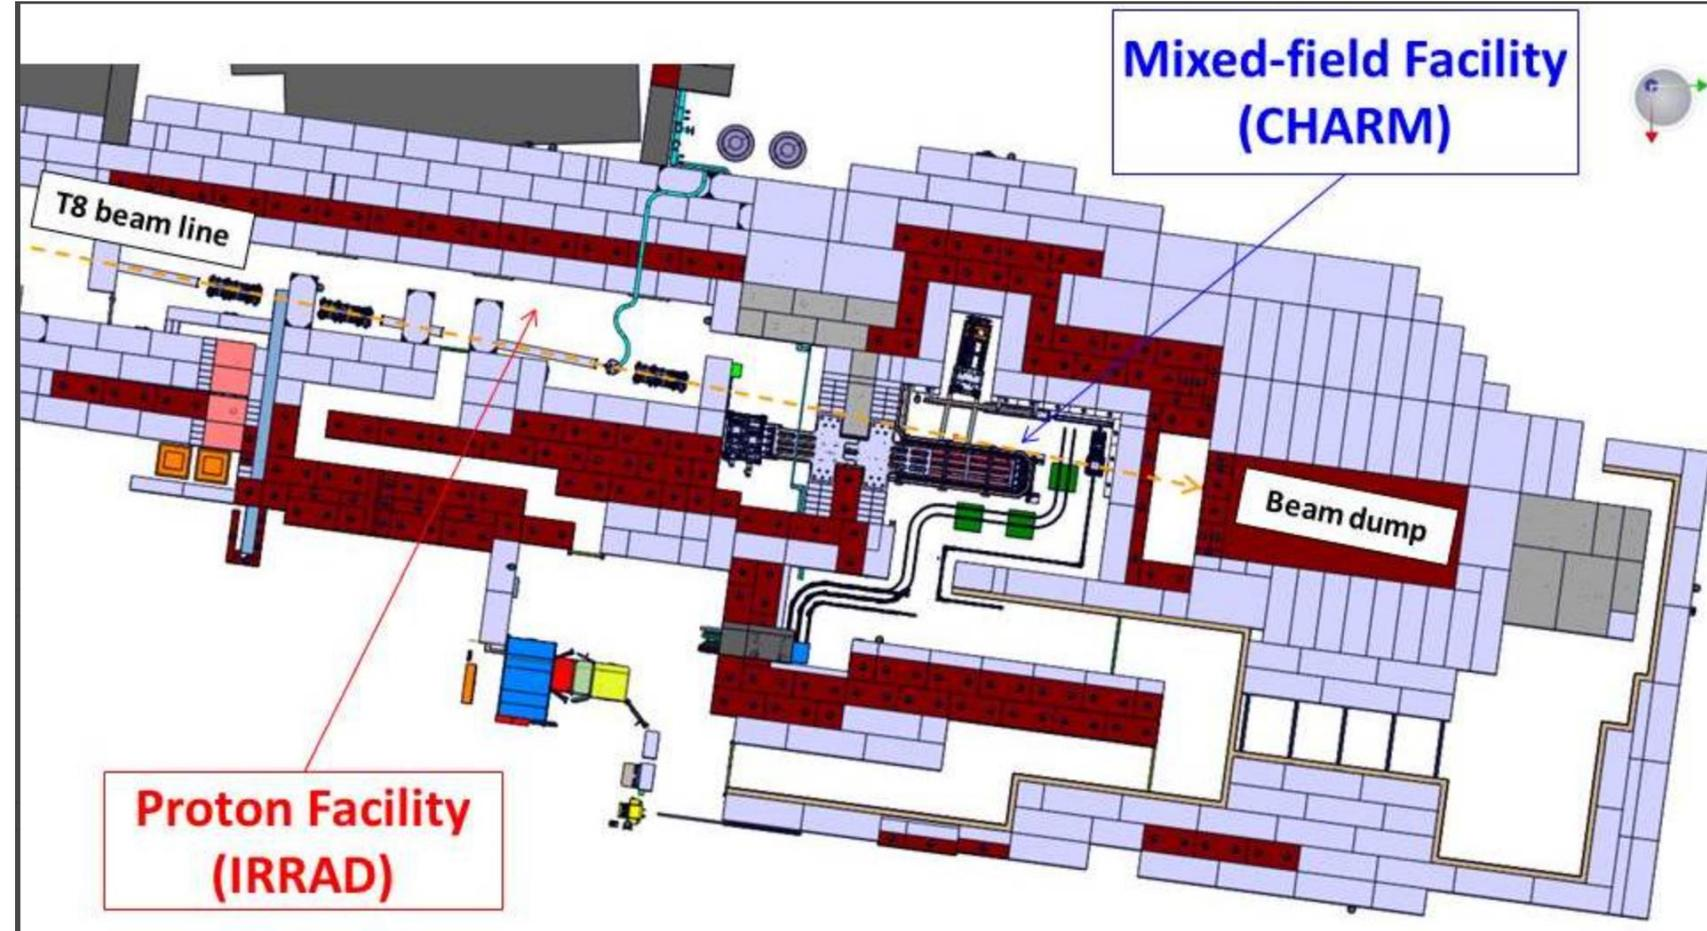 Mixed-field Facility
(CHARM)
T8 beam line
Beam dump
Proton Facility
(IRRAD)